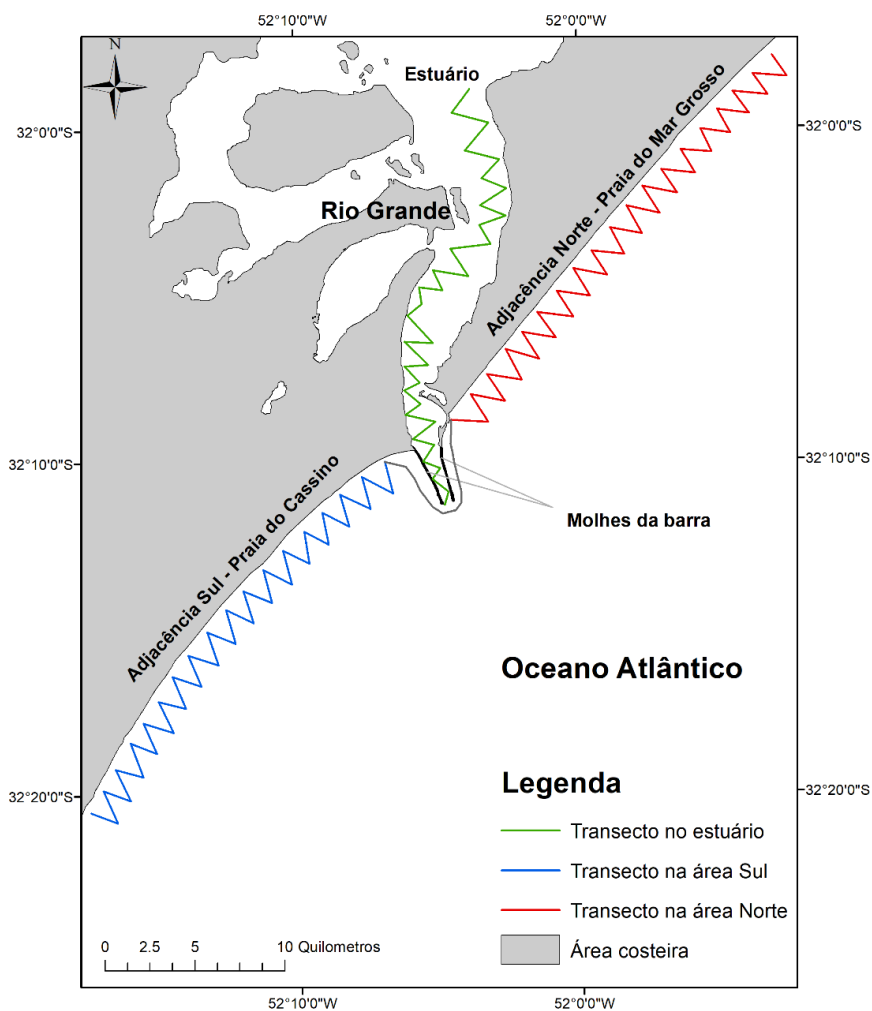 52°10'0"W
52°0'0"W
N
Estuário
32°0'0"S
32°0'0"S
Rio Grande
Adjacência Norte - Praia do Mar Grosso
32°10'0"S
32°10'0"S
Molhes da barra
Adjacência Sul - Praia do Cassino
Oceano Atlântico
32°20'0"S
32°20'0"S
Legenda
Transecto no estuário
Transecto na área Sul
Transecto na área Norte
Área costeira
0 2.5 5 10 Quilometros
52°10'0"W
52°0'0"W